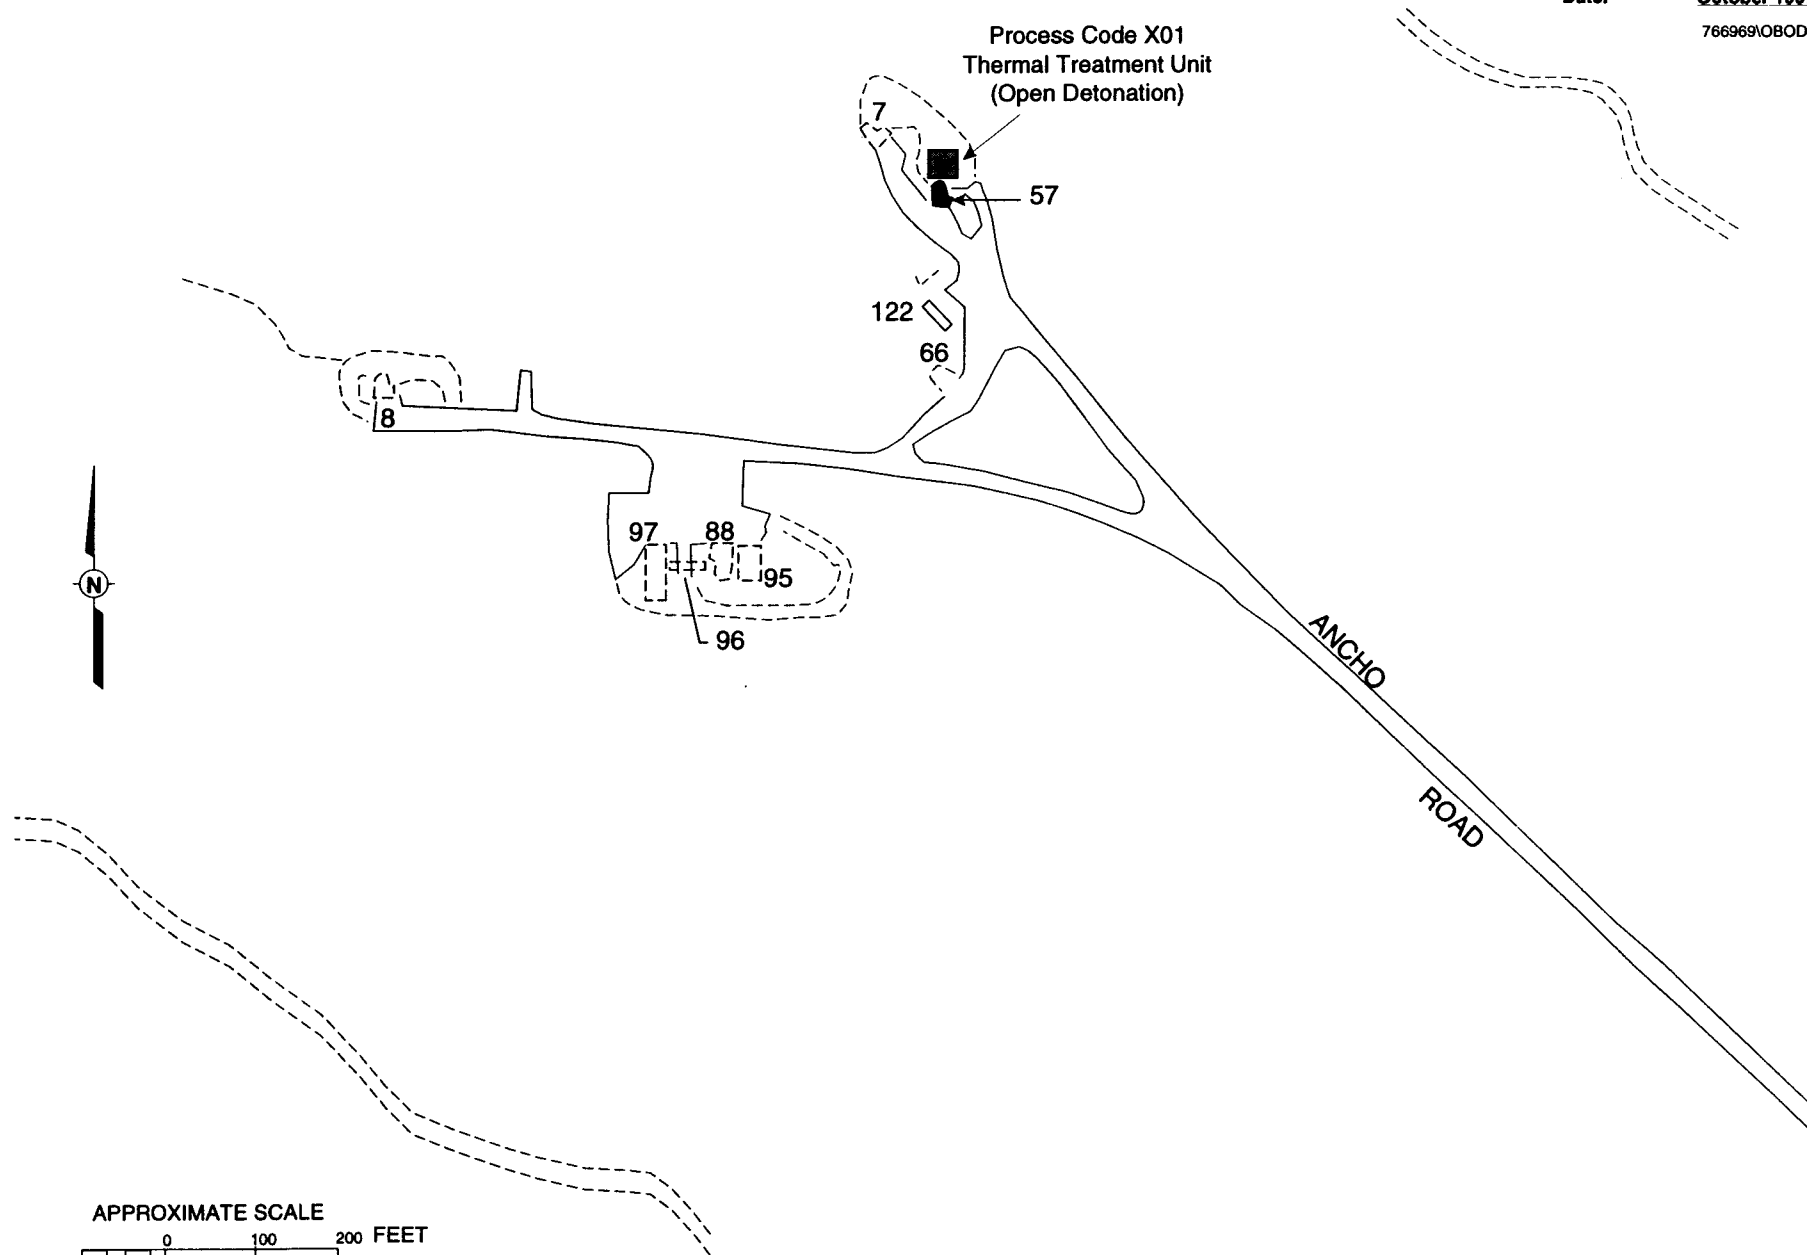 766969\OBOD
Process Code X01
Thermal Treatment Unit
(Open Detonation)
7
57
122
66
8
97
88
95
96
N
ANCHO
ROAD
APPROXIMATE SCALE
0 100 200 FEET